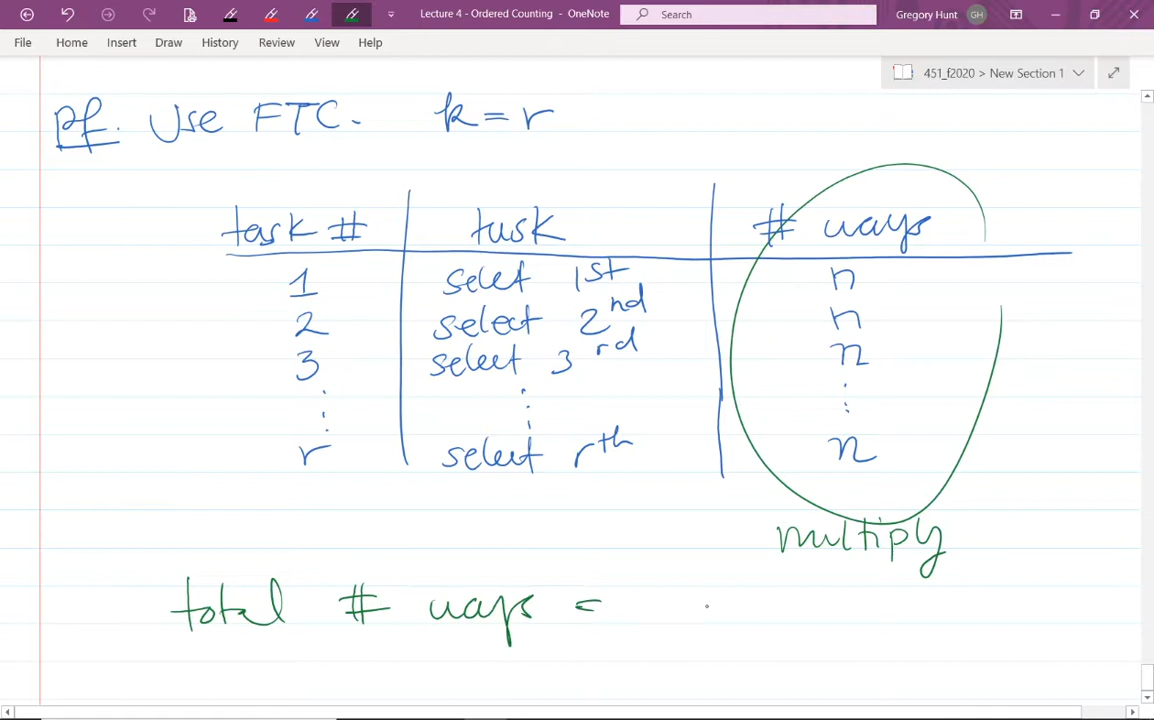 Lecture 4 - Ordered Counting - OneNote
Search
Gregory Hunt GH
File Home Insert Draw History Review View Help
451_f2020 > New Section 1
pf. Use FTC. k=r
task # task # ways
1 selet 1st n
2 select 2nd n
3 select 3rd n
⋮ ⋮ ⋮
r select rth n
multiply
total # ways =